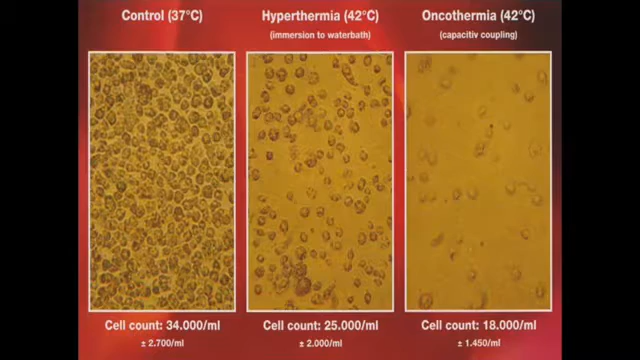 Control (37°C)
Hyperthermia (42°C)
(immersion to waterbath)
Oncothermia (42°C)
(capacitiv coupling)
Cell count: 34.000/ml
± 2.700/ml
Cell count: 25.000/ml
± 2.000/ml
Cell count: 18.000/ml
± 1.450/ml